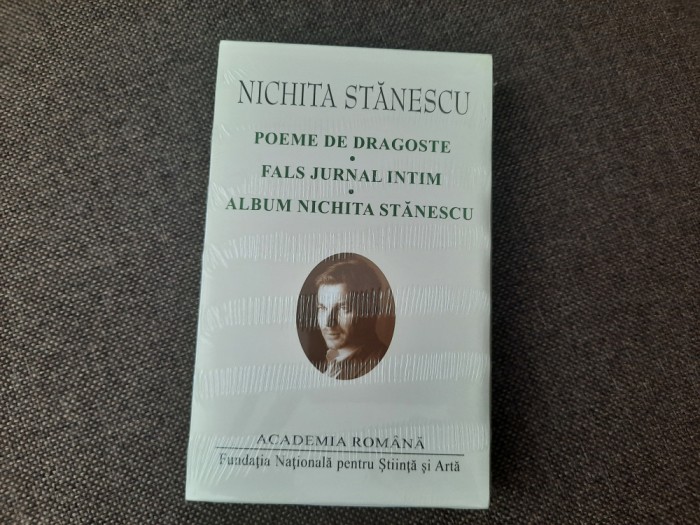 NICHITA STĂNESCU
POEME DE DRAGOSTE
•
FALS JURNAL INTIM
•
ALBUM NICHITA STĂNESCU
ACADEMIA ROMÂNĂ
Fundația Națională pentru Știință și Artă